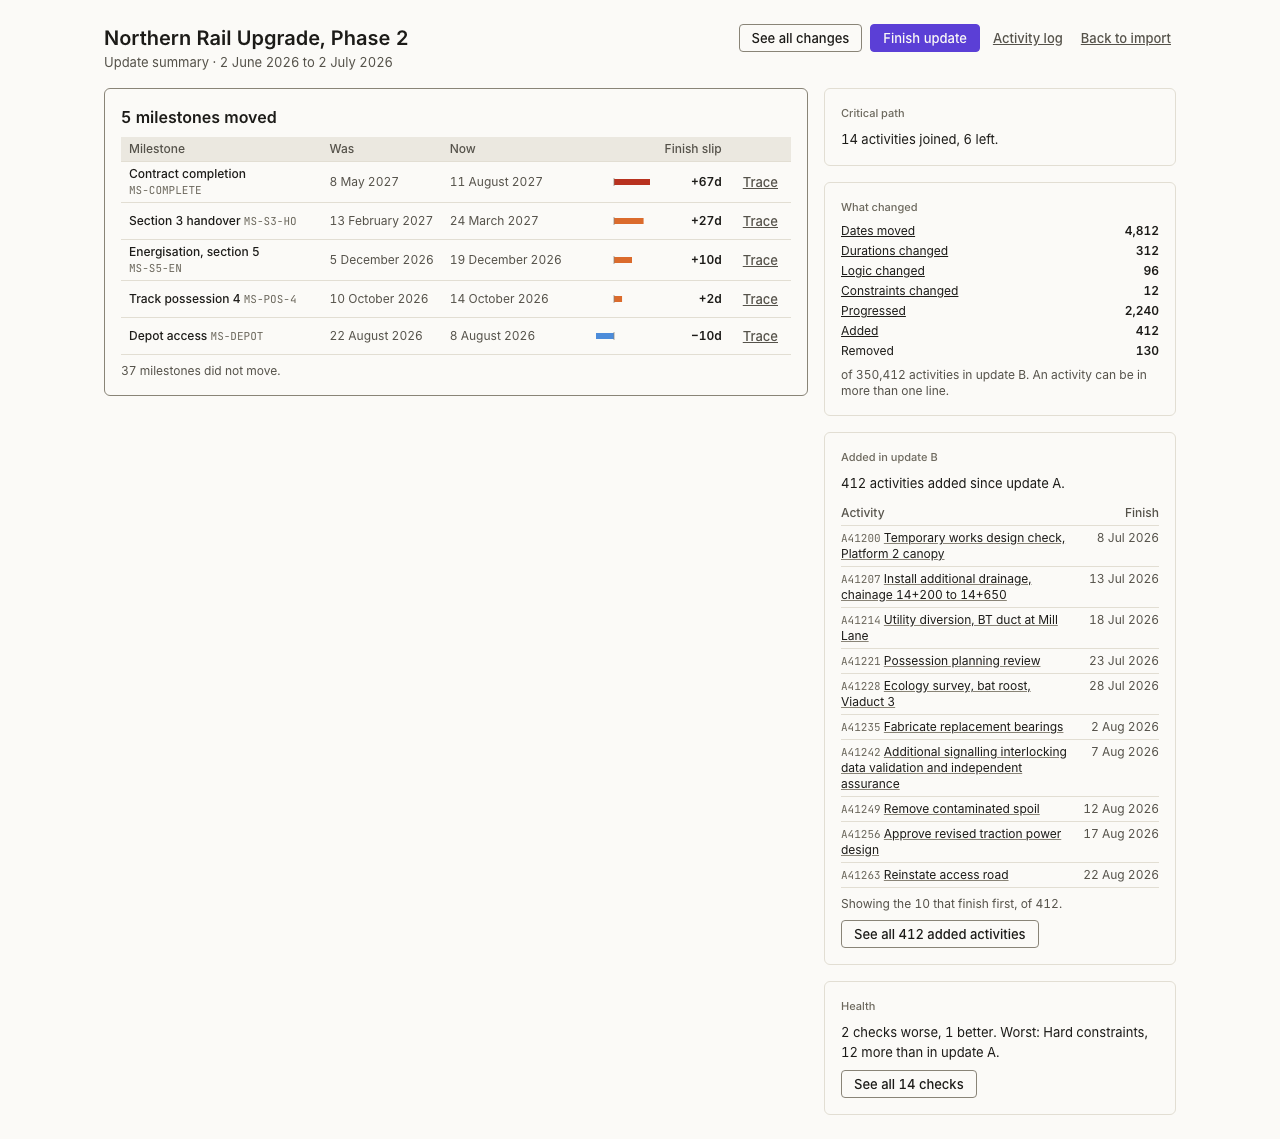 Northern Rail Upgrade, Phase 2
Update summary · 2 June 2026 to 2 July 2026
See all changes
Finish update
Activity log
Back to import
5 milestones moved
Milestone Was Now Finish slip
Contract completion
MS-COMPLETE
8 May 2027 11 August 2027 +67d Trace
Section 3 handover MS-S3-HO 13 February 2027 24 March 2027 +27d Trace
Energisation, section 5
MS-S5-EN
5 December 2026 19 December 2026 +10d Trace
Track possession 4 MS-POS-4 10 October 2026 14 October 2026 +2d Trace
Depot access MS-DEPOT 22 August 2026 8 August 2026 −10d Trace
37 milestones did not move.
Critical path
14 activities joined, 6 left.
What changed
Dates moved 4,812
Durations changed 312
Logic changed 96
Constraints changed 12
Progressed 2,240
Added 412
Removed 130
of 350,412 activities in update B. An activity can be in
more than one line.
Added in update B
412 activities added since update A.
Activity Finish
A41200 Temporary works design check, 8 Jul 2026
Platform 2 canopy
A41207 Install additional drainage, 13 Jul 2026
chainage 14+200 to 14+650
A41214 Utility diversion, BT duct at Mill 18 Jul 2026
Lane
A41221 Possession planning review 23 Jul 2026
A41228 Ecology survey, bat roost, 28 Jul 2026
Viaduct 3
A41235 Fabricate replacement bearings 2 Aug 2026
A41242 Additional signalling interlocking 7 Aug 2026
data validation and independent
assurance
A41249 Remove contaminated spoil 12 Aug 2026
A41256 Approve revised traction power 17 Aug 2026
design
A41263 Reinstate access road 22 Aug 2026
Showing the 10 that finish first, of 412.
See all 412 added activities
Health
2 checks worse, 1 better. Worst: Hard constraints,
12 more than in update A.
See all 14 checks